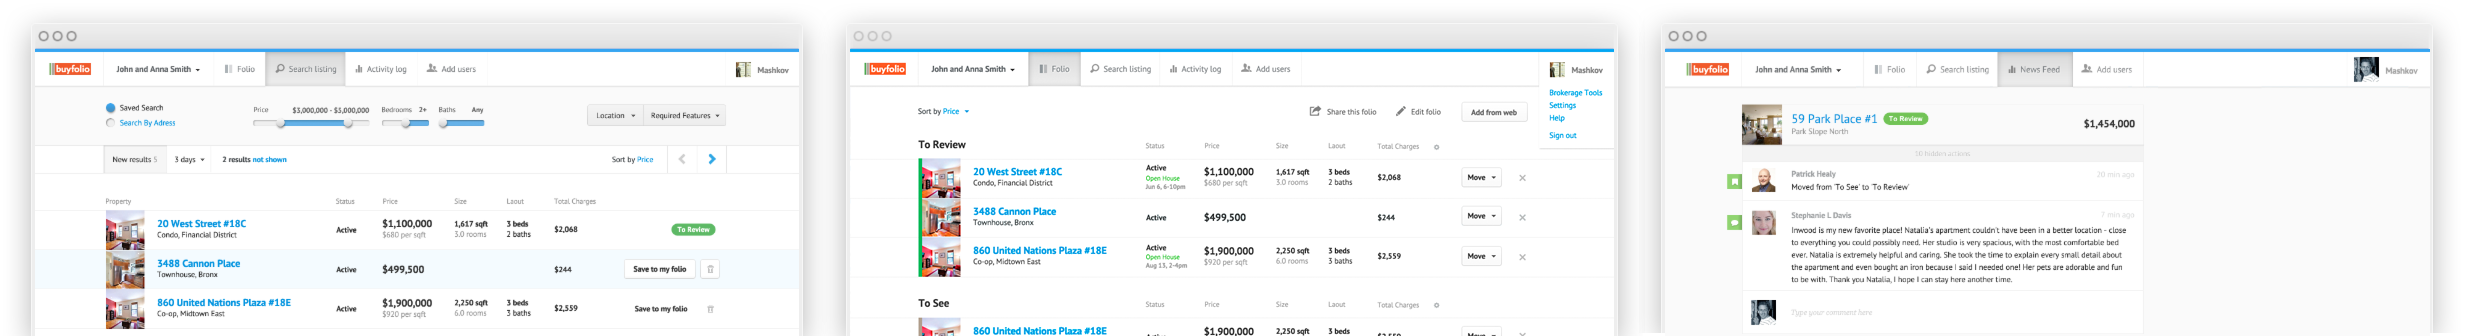 buyfolio John and Anna Smith Folio Search listing Activity log Add users Mashkov
Saved Search
Search By Adress
Price $3,000,000 - $5,000,000 Bedrooms 2+ Baths Any
Location Required Features
New results 5 3 days 2 results not shown Sort by Price
Property Status Price Size Laout Total Charges
20 West Street #18C
Condo, Financial District
Active
$1,100,000
$680 per sqft
1,617 sqft
3.0 rooms
3 beds
2 baths
$2,068
To Review
3488 Cannon Place
Townhouse, Bronx
Active
$499,500
$244
Save to my folio
860 United Nations Plaza #18E
Co-op, Midtown East
Active
$1,900,000
$920 per sqft
2,250 sqft
6.0 rooms
3 beds
3 baths
$2,559
Save to my folio
buyfolio John and Anna Smith Folio Search listing Activity log Add users Mashkov
Brokerage Tools
Settings
Help
Sign out
Sort by Price Share this folio Edit folio Add from web
To Review Status Price Size Laout Total Charges
20 West Street #18C
Condo, Financial District
Active
Open House
Jun 6, 6-10pm
$1,100,000
$680 per sqft
1,617 sqft
3.0 rooms
3 beds
2 baths
$2,068
Move
3488 Cannon Place
Townhouse, Bronx
Active
$499,500
$244
Move
860 United Nations Plaza #18E
Co-op, Midtown East
Active
Open House
Aug 13, 2-4pm
$1,900,000
$920 per sqft
2,250 sqft
6.0 rooms
3 beds
3 baths
$2,559
Move
To See Status Price Size Laout Total Charges
860 United Nations Plaza #18E
$1,900,000
2,250 sqft
3 beds
buyfolio John and Anna Smith Folio Search listing News Feed Add users Mashkov
59 Park Place #1 To Review
Park Slope North
$1,454,000
10 hidden actions
Patrick Healy 20 min ago
Moved from 'To See' to 'To Review'
Stephanie L Davis 7 min ago
Inwood is my new favorite place! Natalia's apartment couldn't have been in a better location - close
to everything you could possibly need. Her studio is very spacious, with the most comfortable bed
ever. Natalia is extremely helpful and caring. She took the time to explain every small detail about
the apartment and even bought an iron because I said I needed one! Her pets are adorable and fun
to be with. Thank you Natalia, I hope I can stay here another time.
Type your comment here